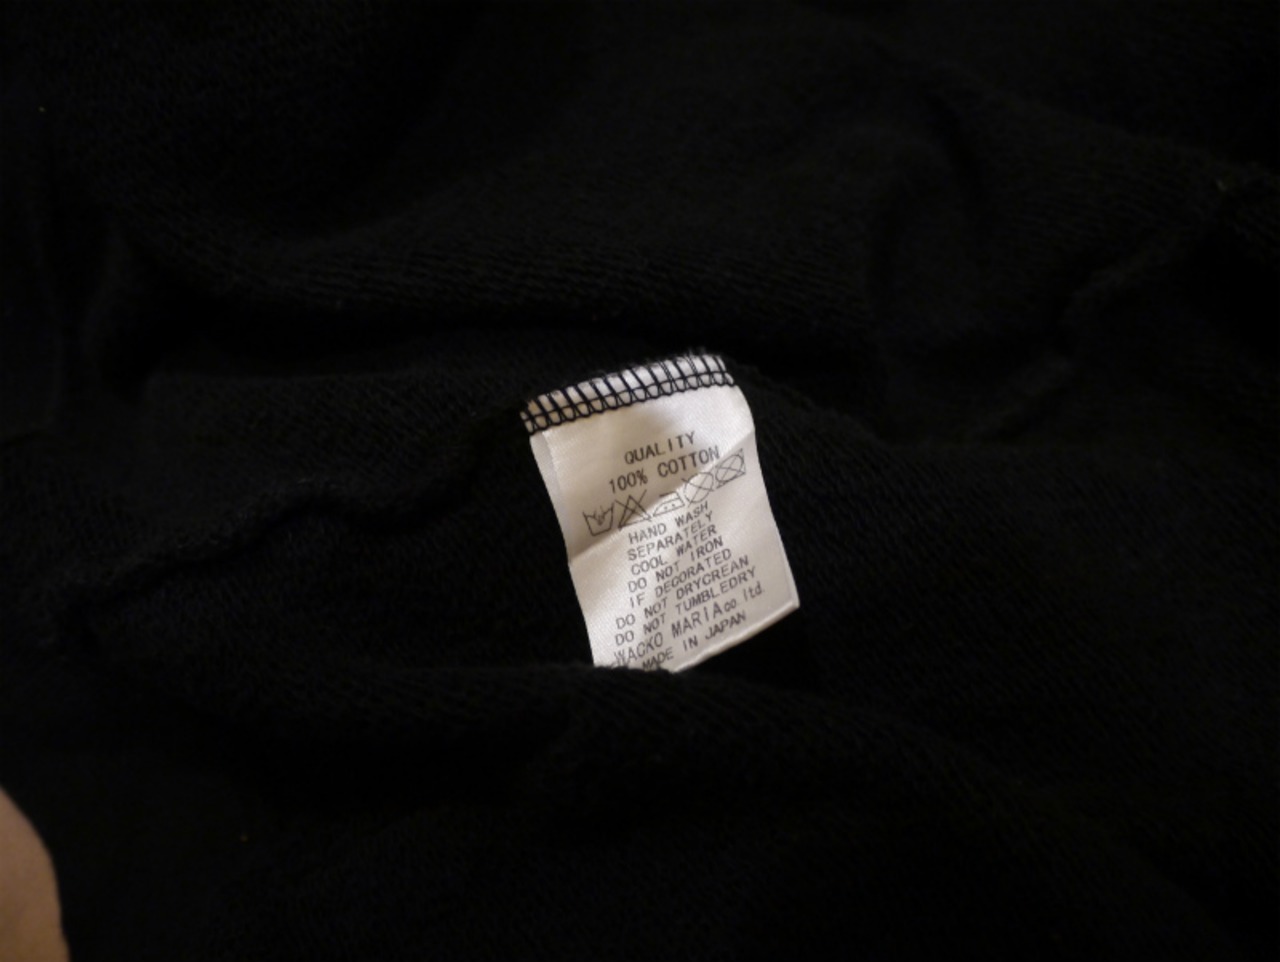 QUALITY
100% COTTON
HAND WASH
SEPARATELY
COOL WATER
DO NOT IRON
IF DEGORATED
DO NOT DRYCREAN
DO NOT TUMBLEDRY
WACKO MARIA co. ltd.
MADE IN JAPAN